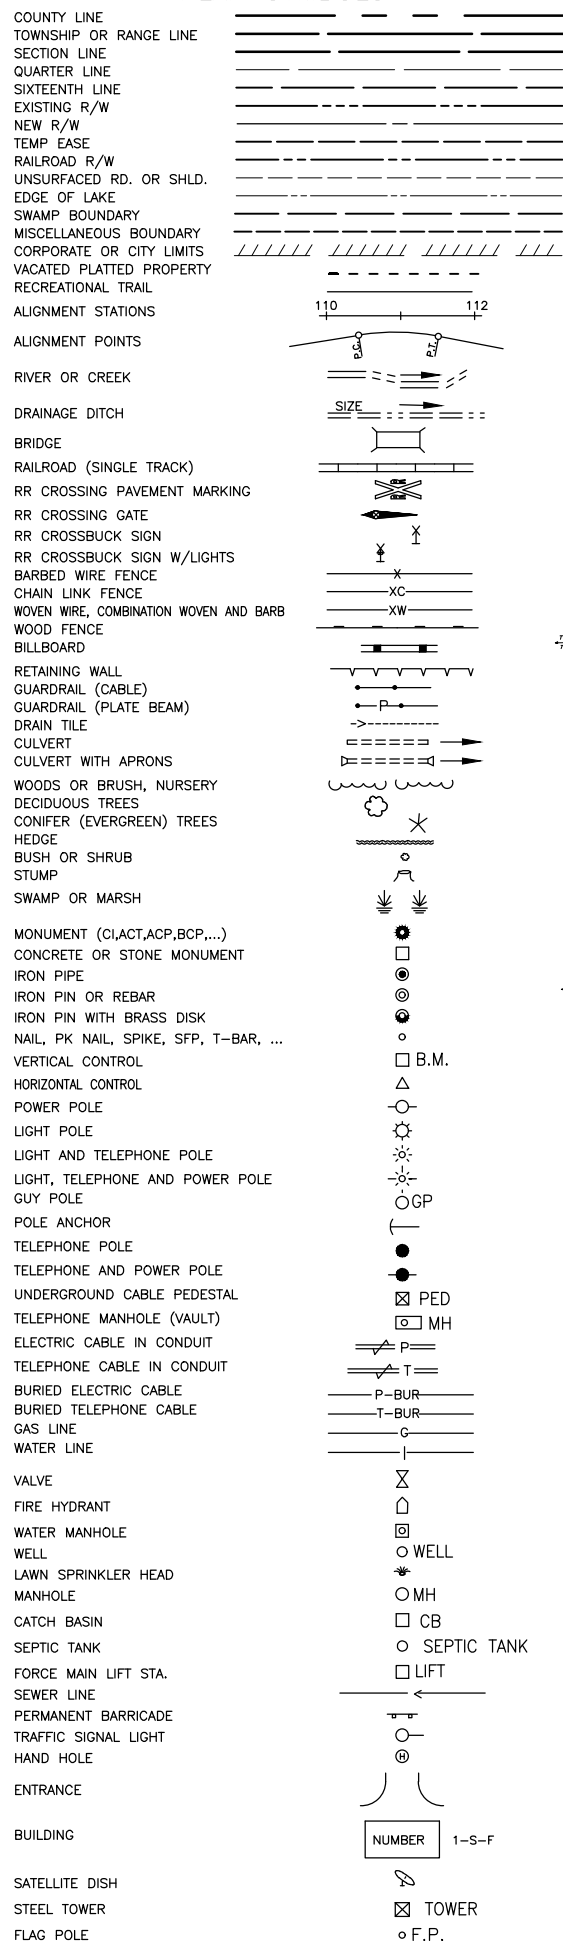 COUNTY LINE
TOWNSHIP OR RANGE LINE
SECTION LINE
QUARTER LINE
SIXTEENTH LINE
EXISTING R/W
NEW R/W
TEMP EASE
RAILROAD R/W
UNSURFACED RD. OR SHLD.
EDGE OF LAKE
SWAMP BOUNDARY
MISCELLANEOUS BOUNDARY
CORPORATE OR CITY LIMITS
VACATED PLATTED PROPERTY
RECREATIONAL TRAIL
ALIGNMENT STATIONS 110 112
ALIGNMENT POINTS P.C. P.T.
RIVER OR CREEK
DRAINAGE DITCH SIZE
BRIDGE
RAILROAD (SINGLE TRACK)
RR CROSSING PAVEMENT MARKING
RR CROSSING GATE
RR CROSSBUCK SIGN
RR CROSSBUCK SIGN W/LIGHTS
BARBED WIRE FENCE X
CHAIN LINK FENCE XC
WOVEN WIRE, COMBINATION WOVEN AND BARB XW
WOOD FENCE
BILLBOARD
RETAINING WALL
GUARDRAIL (CABLE)
GUARDRAIL (PLATE BEAM) P
DRAIN TILE
CULVERT
CULVERT WITH APRONS
WOODS OR BRUSH, NURSERY
DECIDUOUS TREES
CONIFER (EVERGREEN) TREES
HEDGE
BUSH OR SHRUB
STUMP
SWAMP OR MARSH
MONUMENT (CI,ACT,ACP,BCP,...)
CONCRETE OR STONE MONUMENT
IRON PIPE
IRON PIN OR REBAR
IRON PIN WITH BRASS DISK
NAIL, PK NAIL, SPIKE, SFP, T-BAR, ...
VERTICAL CONTROL B.M.
HORIZONTAL CONTROL
POWER POLE
LIGHT POLE
LIGHT AND TELEPHONE POLE
LIGHT, TELEPHONE AND POWER POLE
GUY POLE GP
POLE ANCHOR
TELEPHONE POLE
TELEPHONE AND POWER POLE
UNDERGROUND CABLE PEDESTAL PED
TELEPHONE MANHOLE (VAULT) MH
ELECTRIC CABLE IN CONDUIT P
TELEPHONE CABLE IN CONDUIT T
BURIED ELECTRIC CABLE P-BUR
BURIED TELEPHONE CABLE T-BUR
GAS LINE G
WATER LINE I
VALVE
FIRE HYDRANT
WATER MANHOLE
WELL WELL
LAWN SPRINKLER HEAD
MANHOLE MH
CATCH BASIN CB
SEPTIC TANK SEPTIC TANK
FORCE MAIN LIFT STA. LIFT
SEWER LINE
PERMANENT BARRICADE
TRAFFIC SIGNAL LIGHT
HAND HOLE H
ENTRANCE
BUILDING NUMBER 1-S-F
SATELLITE DISH
STEEL TOWER TOWER
FLAG POLE F.P.